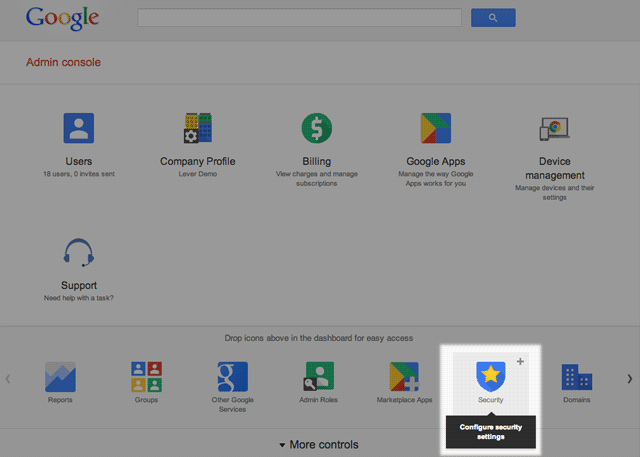 Google
Admin console
Users
18 users, 0 invites sent
Company Profile
Lever Demo
Billing
View charges and manage
subscriptions
Google Apps
Manage the way Google
Apps works for you
Device
management
Manage devices and their
settings
Support
Need help with a task?
Drop icons above in the dashboard for easy access
Reports
Groups
g
Other Google
Services
Admin Roles
Marketplace Apps
Security
Domains
Configure security
settings
More controls